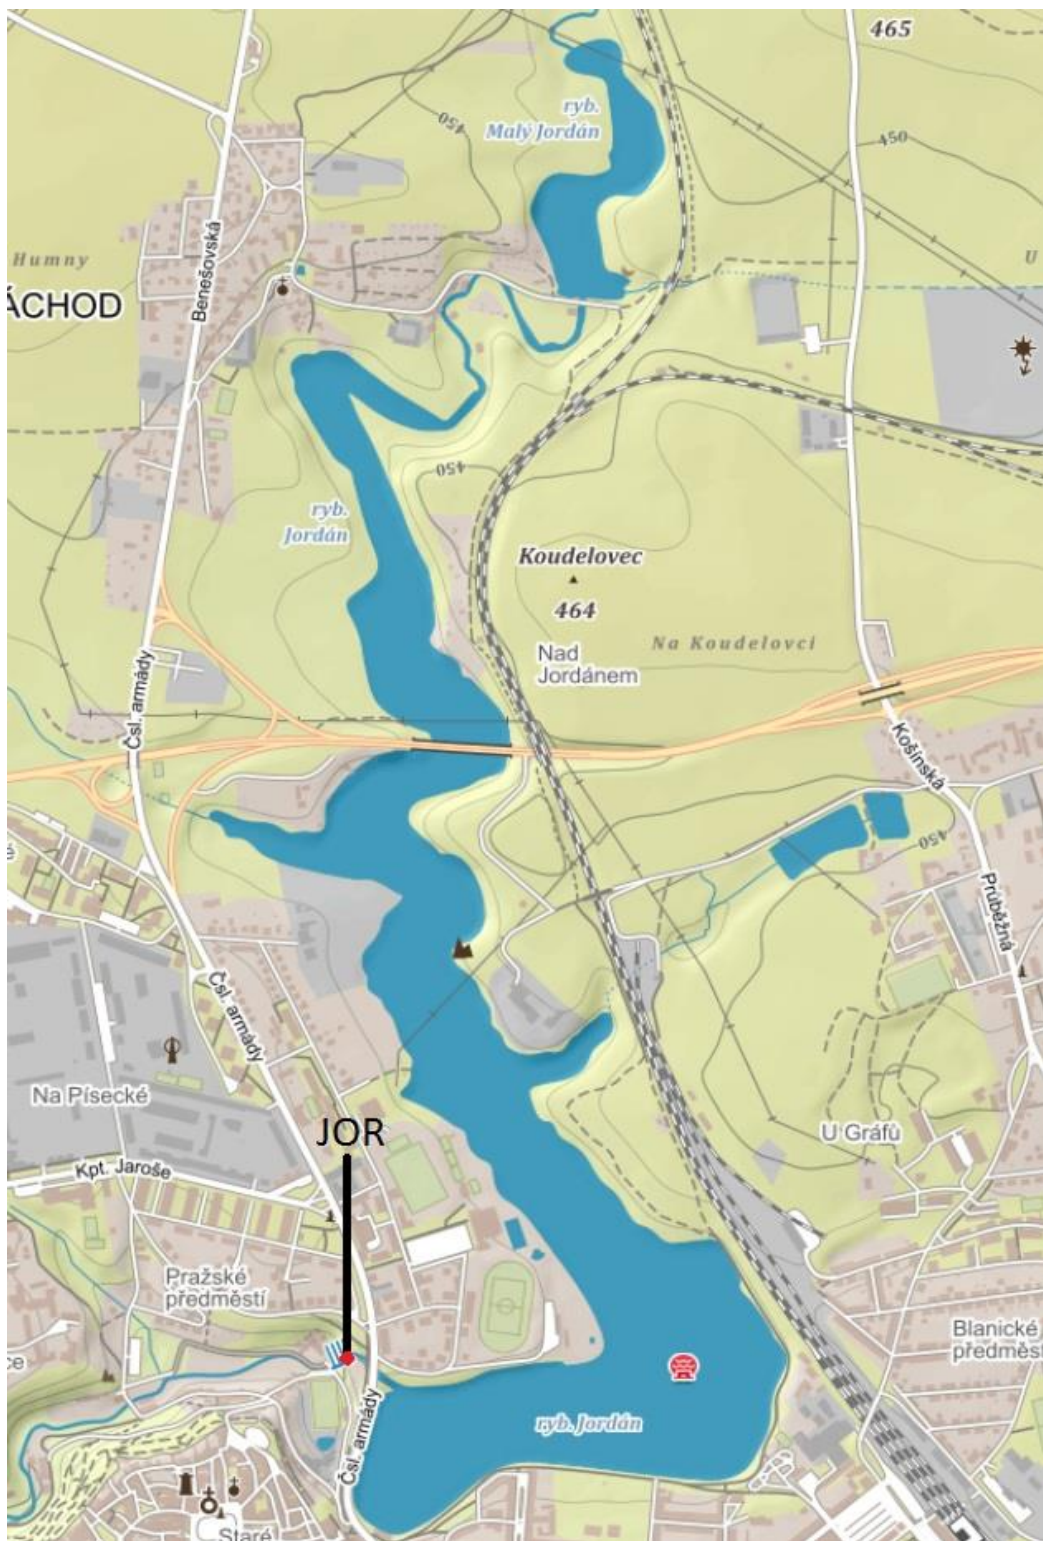 465
ryb.
Malý Jordán
450
450
Humny
U
ÁCHOD
Benešovská
450
ryb.
Jordán
Koudelovec
464
Na Koudelovci
Nad
Jordánem
Čsl. armády
Košínská
450
Průběžná
Čsl. armády
Na Písecké
JOR
U Gráfů
Kpt. Jaroše
Pražské
předměstí
Blanické
předměst
ce
Čsl. armády
ryb. Jordán
Staré